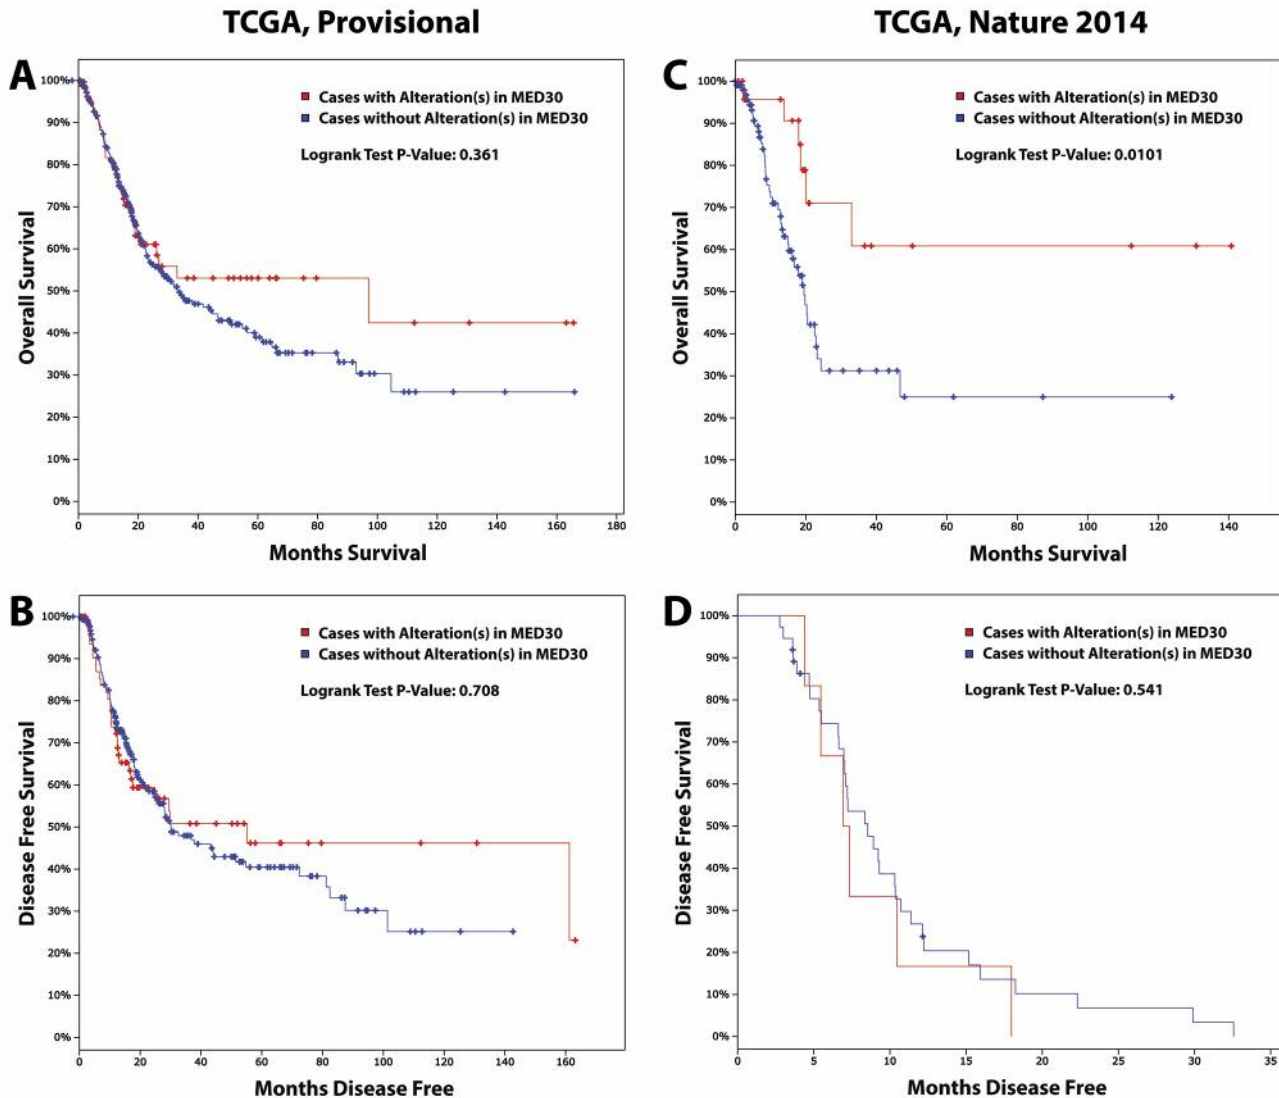 TCGA, Provisional
TCGA, Nature 2014
A
100%
90%
80%
70%
60%
50%
40%
30%
20%
10%
0%
Overall Survival
Cases with Alteration(s) in MED30
Cases without Alteration(s) in MED30
Logrank Test P-Value: 0.361
0 20 40 60 80 100 120 140 160 180
Months Survival
C
100%
90%
80%
70%
60%
50%
40%
30%
20%
10%
0%
Overall Survival
Cases with Alteration(s) in MED30
Cases without Alteration(s) in MED30
Logrank Test P-Value: 0.0101
0 20 40 60 80 100 120 140
Months Survival
B
100%
90%
80%
70%
60%
50%
40%
30%
20%
10%
0%
Disease Free Survival
Cases with Alteration(s) in MED30
Cases without Alteration(s) in MED30
Logrank Test P-Value: 0.708
0 20 40 60 80 100 120 140 160
Months Disease Free
D
100%
90%
80%
70%
60%
50%
40%
30%
20%
10%
0%
Disease Free Survival
Cases with Alteration(s) in MED30
Cases without Alteration(s) in MED30
Logrank Test P-Value: 0.541
0 5 10 15 20 25 30 35
Months Disease Free